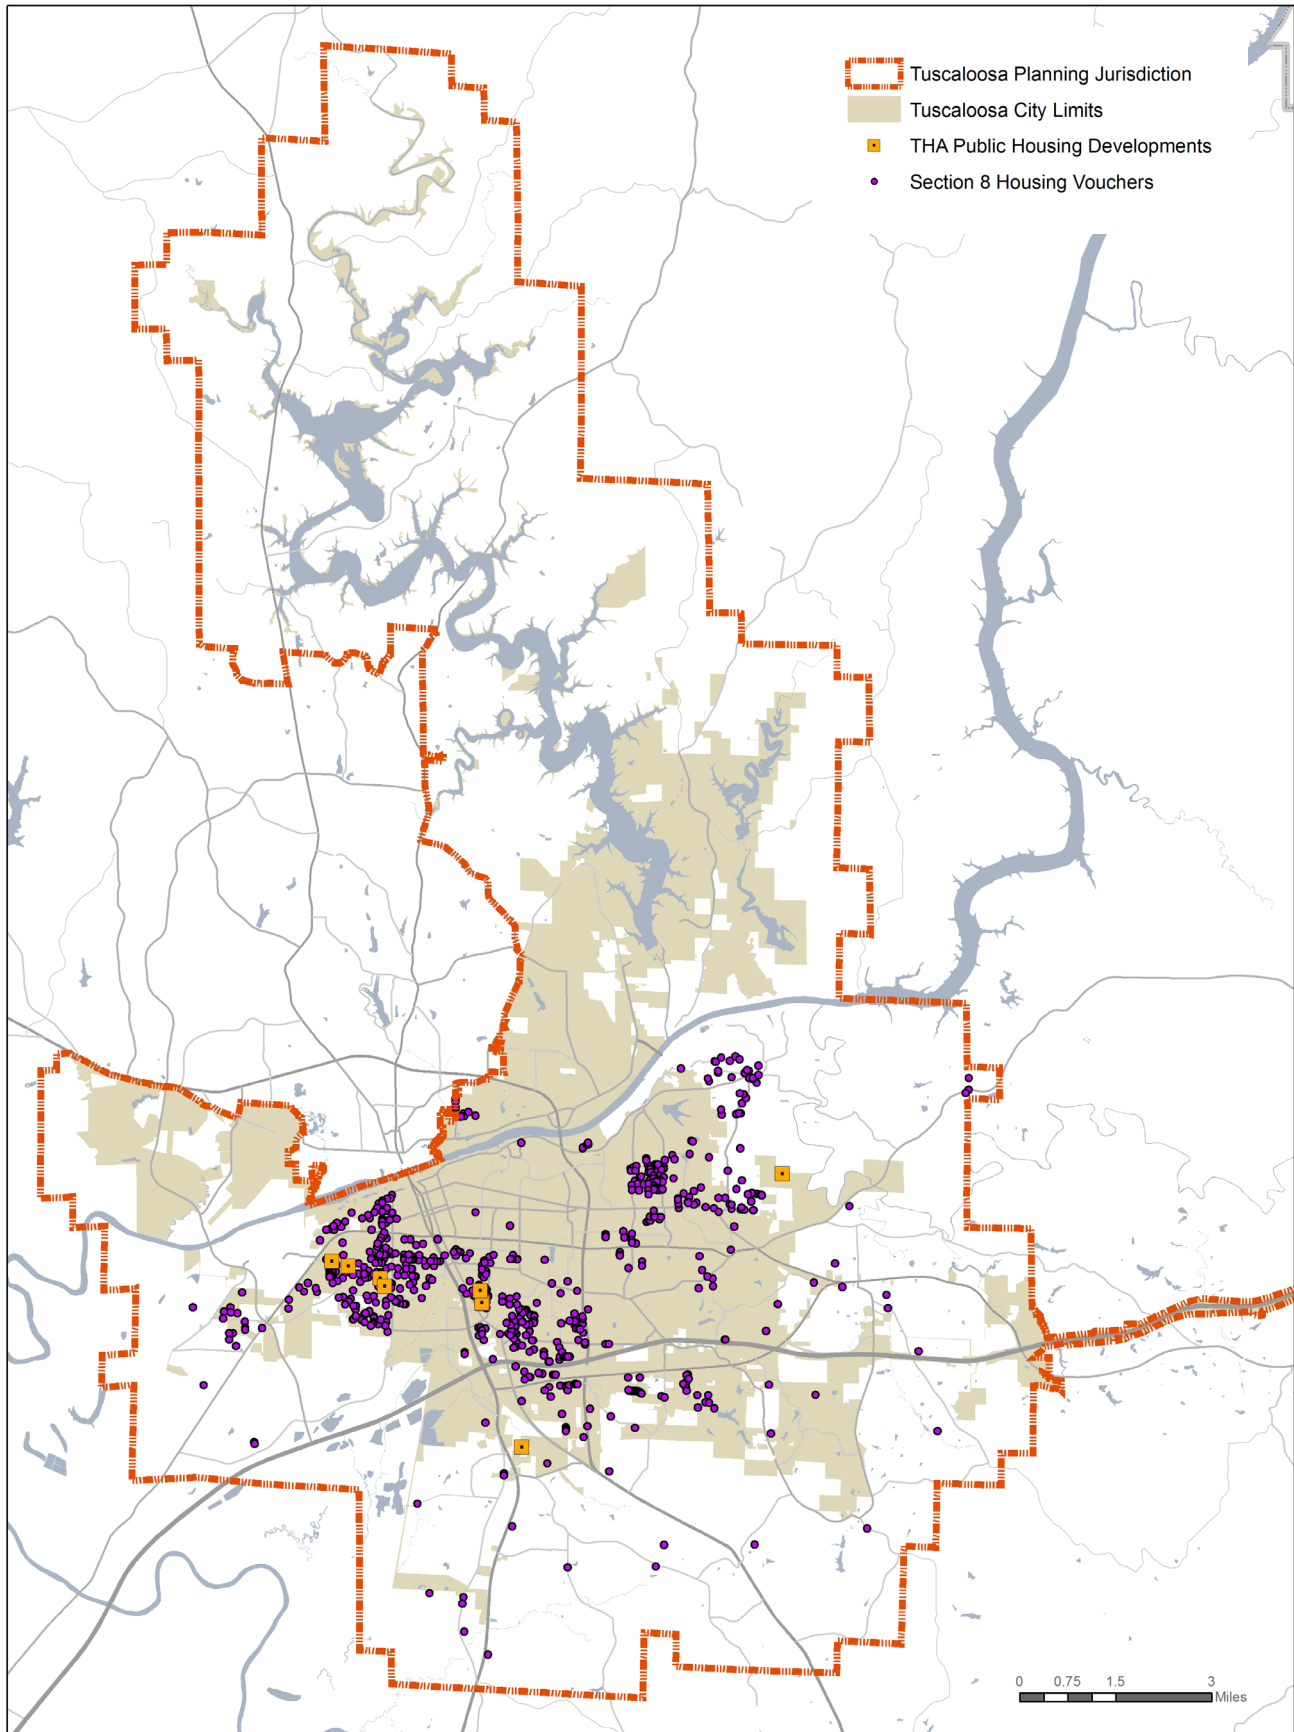 Tuscaloosa Planning Jurisdiction
Tuscaloosa City Limits
THA Public Housing Developments
Section 8 Housing Vouchers
0 0.75 1.5 3
Miles